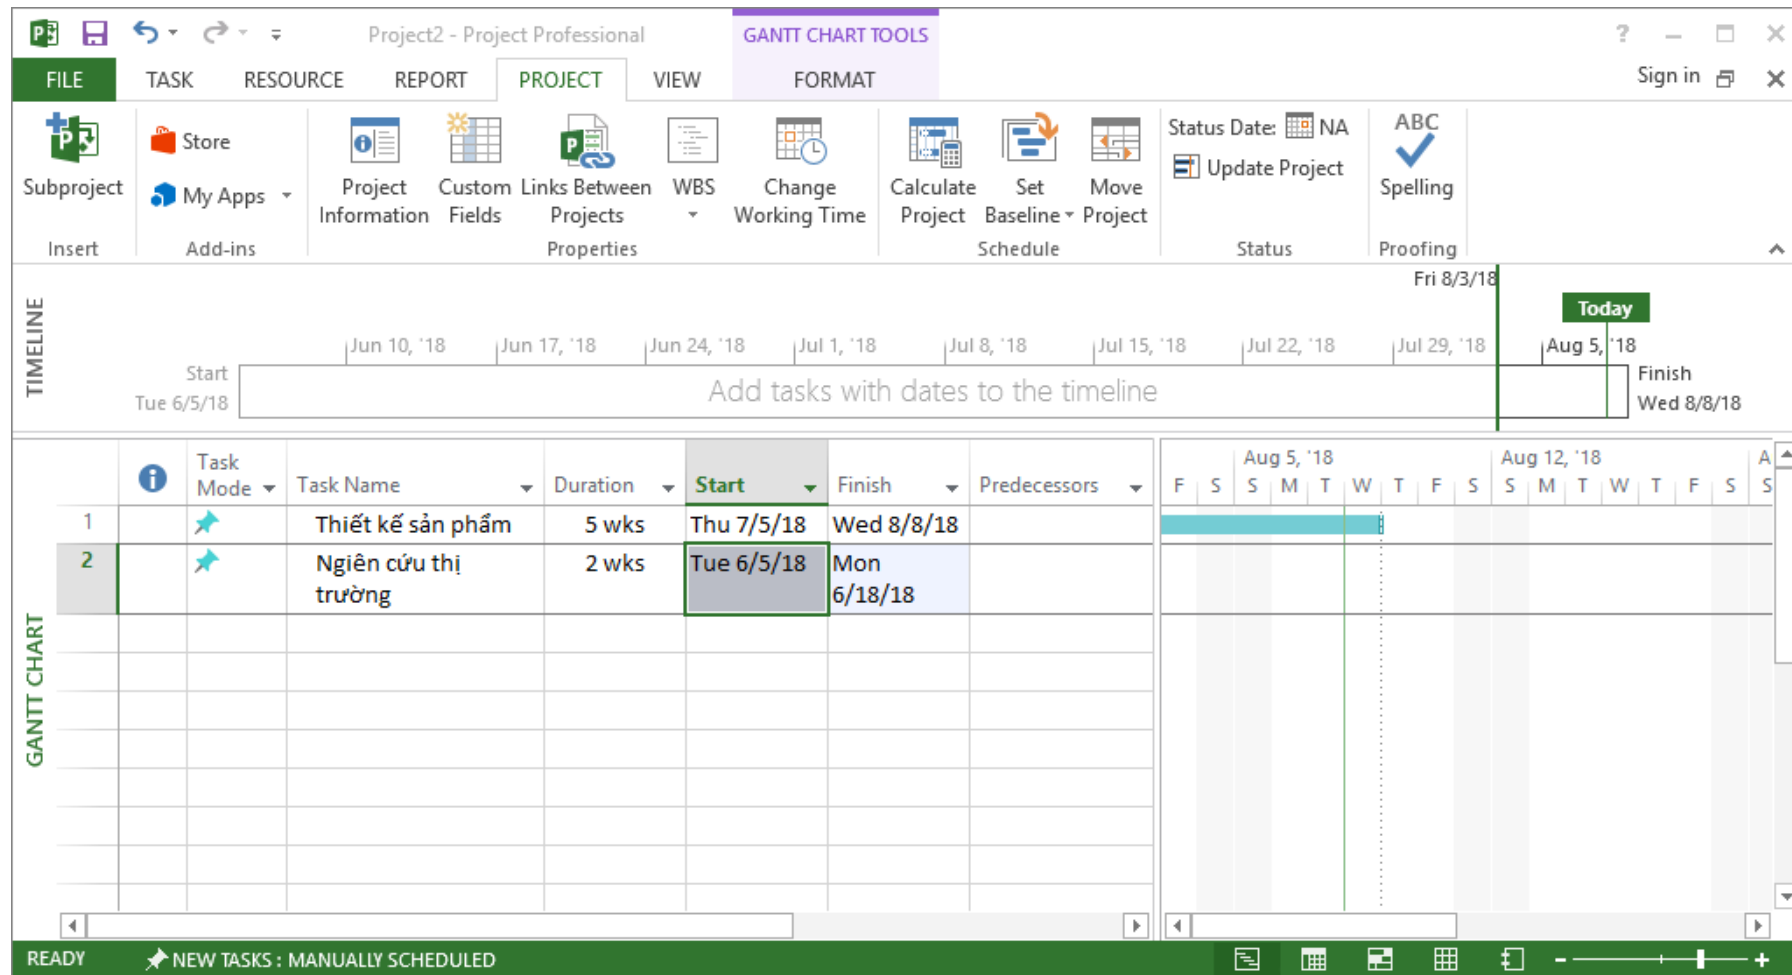 Project2 - Project Professional
GANTT CHART TOOLS
?
FILE TASK RESOURCE REPORT PROJECT VIEW FORMAT Sign in
Subproject
Store
My Apps
Project Information
Custom Fields
Links Between Projects
WBS
Change Working Time
Calculate Project
Set Baseline
Move Project
Status Date: NA
Update Project
ABC
Spelling
Insert Add-ins Properties Schedule Status Proofing
TIMELINE
Fri 8/3/18
Today
Jun 10, '18 Jun 17, '18 Jun 24, '18 Jul 1, '18 Jul 8, '18 Jul 15, '18 Jul 22, '18 Jul 29, '18 Aug 5, '18
Start
Tue 6/5/18
Add tasks with dates to the timeline
Finish
Wed 8/8/18
GANTT CHART
Task Mode Task Name Duration Start Finish Predecessors
Aug 5, '18 Aug 12, '18 A
F S S M T W T F S S M T W T F S S
1 Thiết kế sản phẩm 5 wks Thu 7/5/18 Wed 8/8/18
2 Ngiên cứu thị trường 2 wks Tue 6/5/18 Mon 6/18/18
READY NEW TASKS : MANUALLY SCHEDULED